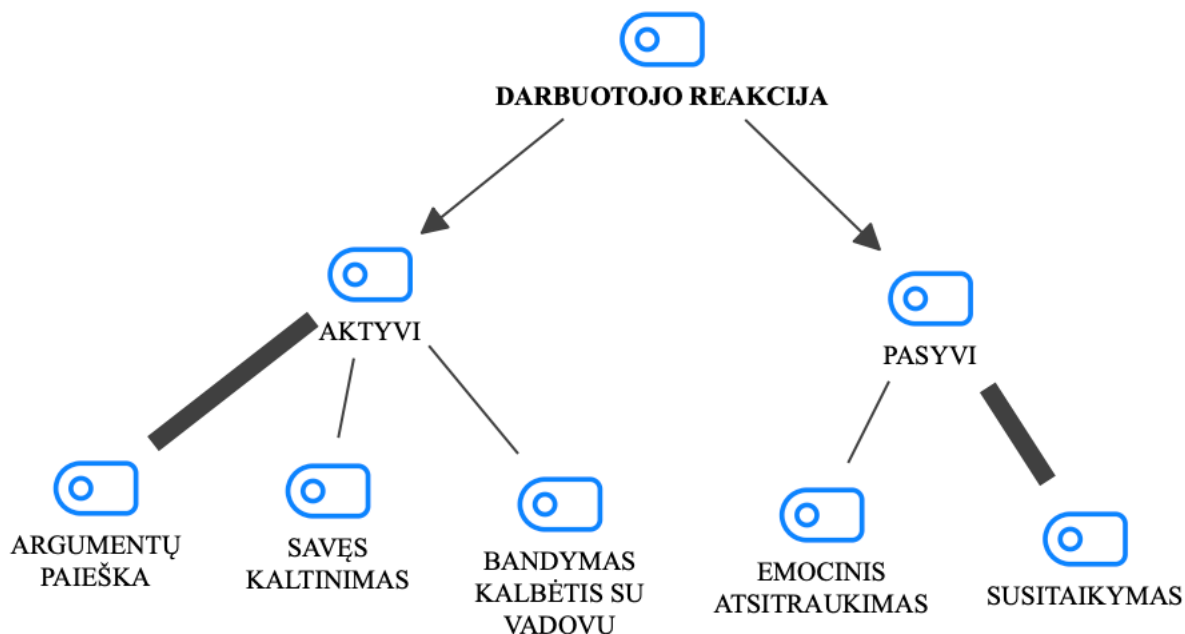 DARBUOTOJO REAKCIJA
AKTYVI
PASYVI
ARGUMENTŲ
PAIEŠKA
SAVĘS
KALTINIMAS
BANDYMAS
KALBĖTIS SU
VADOVU
EMOCINIS
ATSITRAUKIMAS
SUSITAIKYMAS